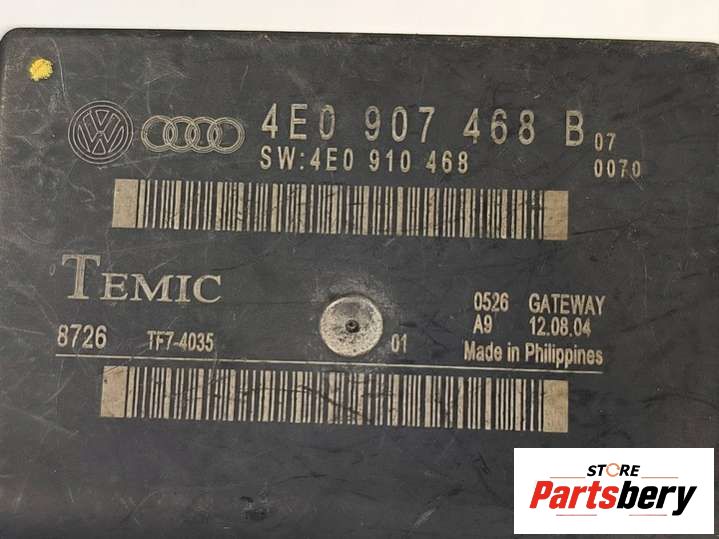 4E0 907 468 B 07
SW:4E0 910 468 0070
TEMIC
0526 GATEWAY
A9 12.08.04
8726 TF7-4035 01 Made in Philippines
STORE
Partsbery